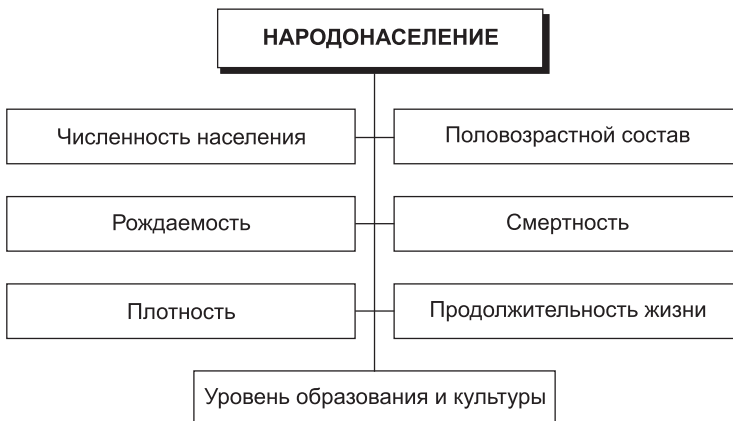 НАРОДОНАСЕЛЕНИЕ
Численность населения
Половозрастной состав
Рождаемость
Смертность
Плотность
Продолжительность жизни
Уровень образования и культуры